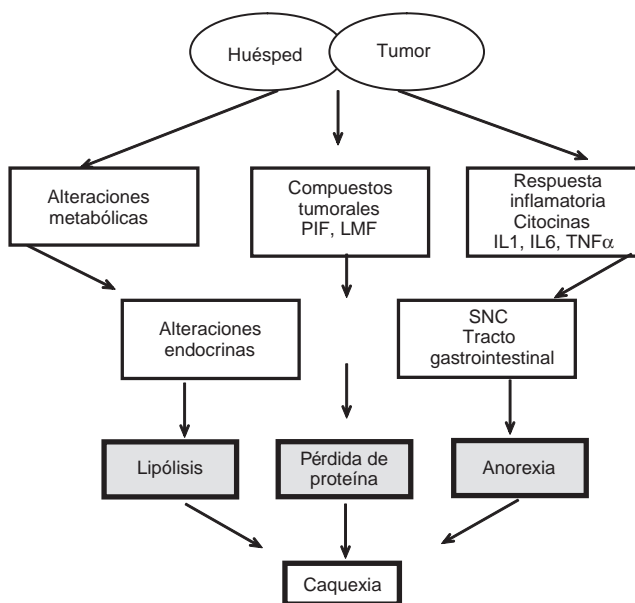 Huésped
Tumor
Alteraciones
metabólicas
Compuestos
tumorales
PIF, LMF
Respuesta
inflamatoria
Citocinas
IL1, IL6, TNFα
Alteraciones
endocrinas
SNC
Tracto
gastrointestinal
Lipólisis
Pérdida de
proteína
Anorexia
Caquexia